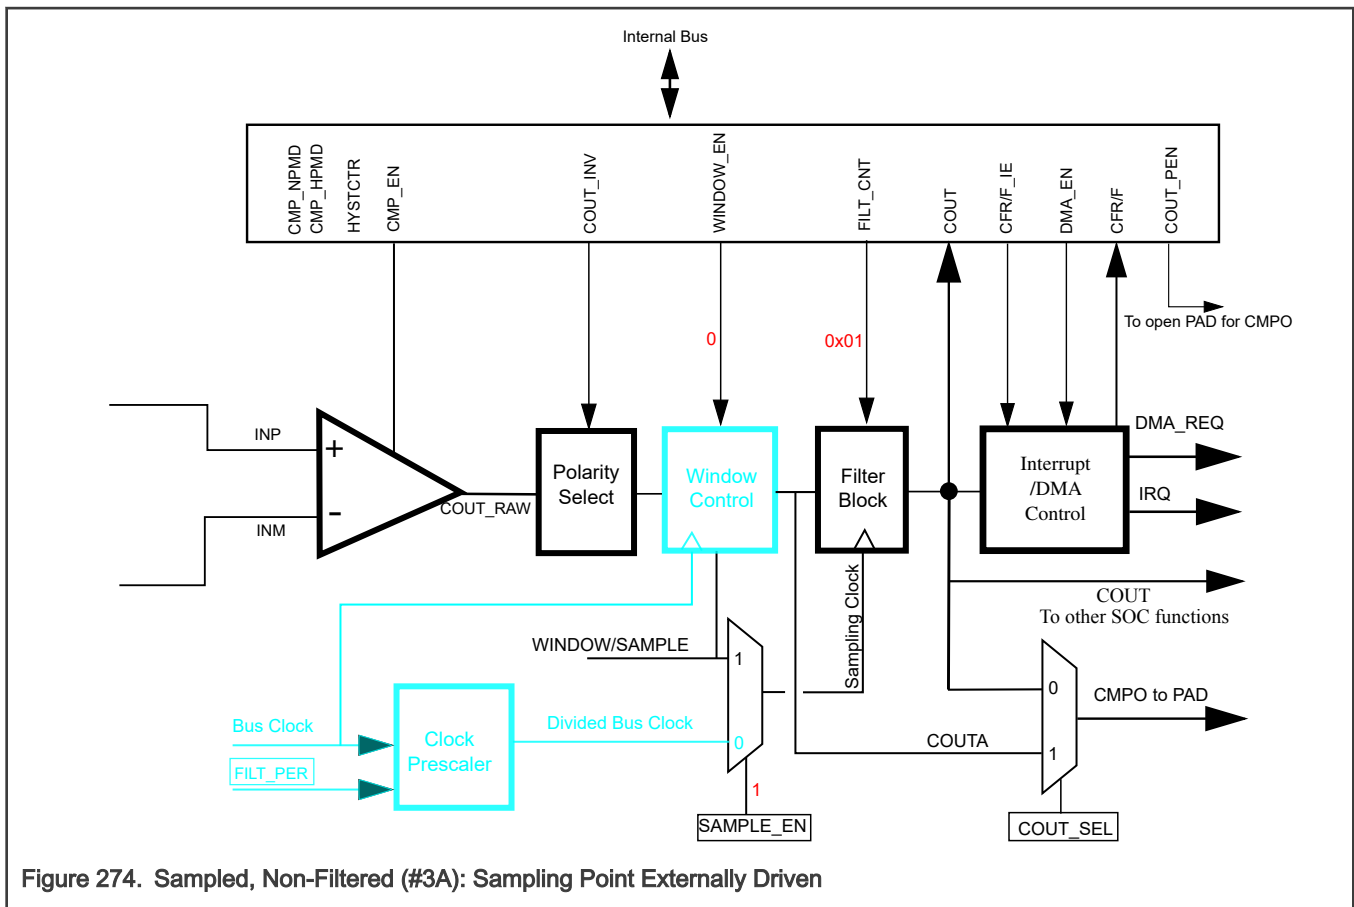 Internal Bus
CMP_NPMD
CMP_HPMD
HYSTCTR
CMP_EN
COUT_INV
WINDOW_EN
FILT_CNT
COUT
CFR/F_IE
DMA_EN
CFR/F
COUT_PEN
To open PAD for CMPO
0
0x01
INP
+
INM
-
COUT_RAW
Polarity
Select
Window
Control
Filter
Block
Interrupt
/DMA
Control
DMA_REQ
IRQ
COUT
To other SOC functions
WINDOW/SAMPLE
1
0
Sampling Clock
Bus Clock
FILT_PER
Clock
Prescaler
Divided Bus Clock
1
SAMPLE_EN
COUTA
0
1
CMPO to PAD
COUT_SEL
Figure 274. Sampled, Non-Filtered (#3A): Sampling Point Externally Driven